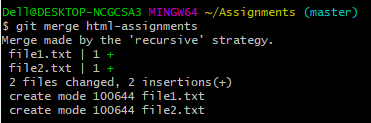 Dell@DESKTOP-NCGCSA3 MINGW64 ~/Assignments (master)
$ git merge html-assignments
Merge made by the 'recursive' strategy.
 file1.txt | 1 +
 file2.txt | 1 +
 2 files changed, 2 insertions(+)
 create mode 100644 file1.txt
 create mode 100644 file2.txt